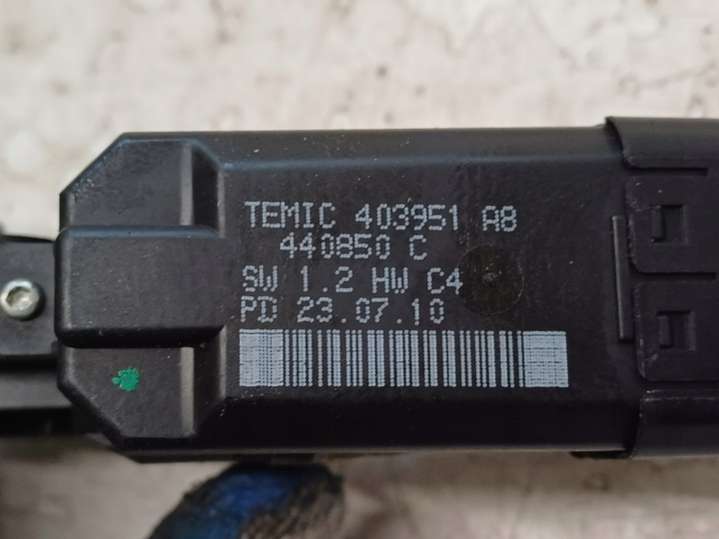 TEMIC 403951 A8
440850 C
SW 1.2 HW C4
PD 23.07.10